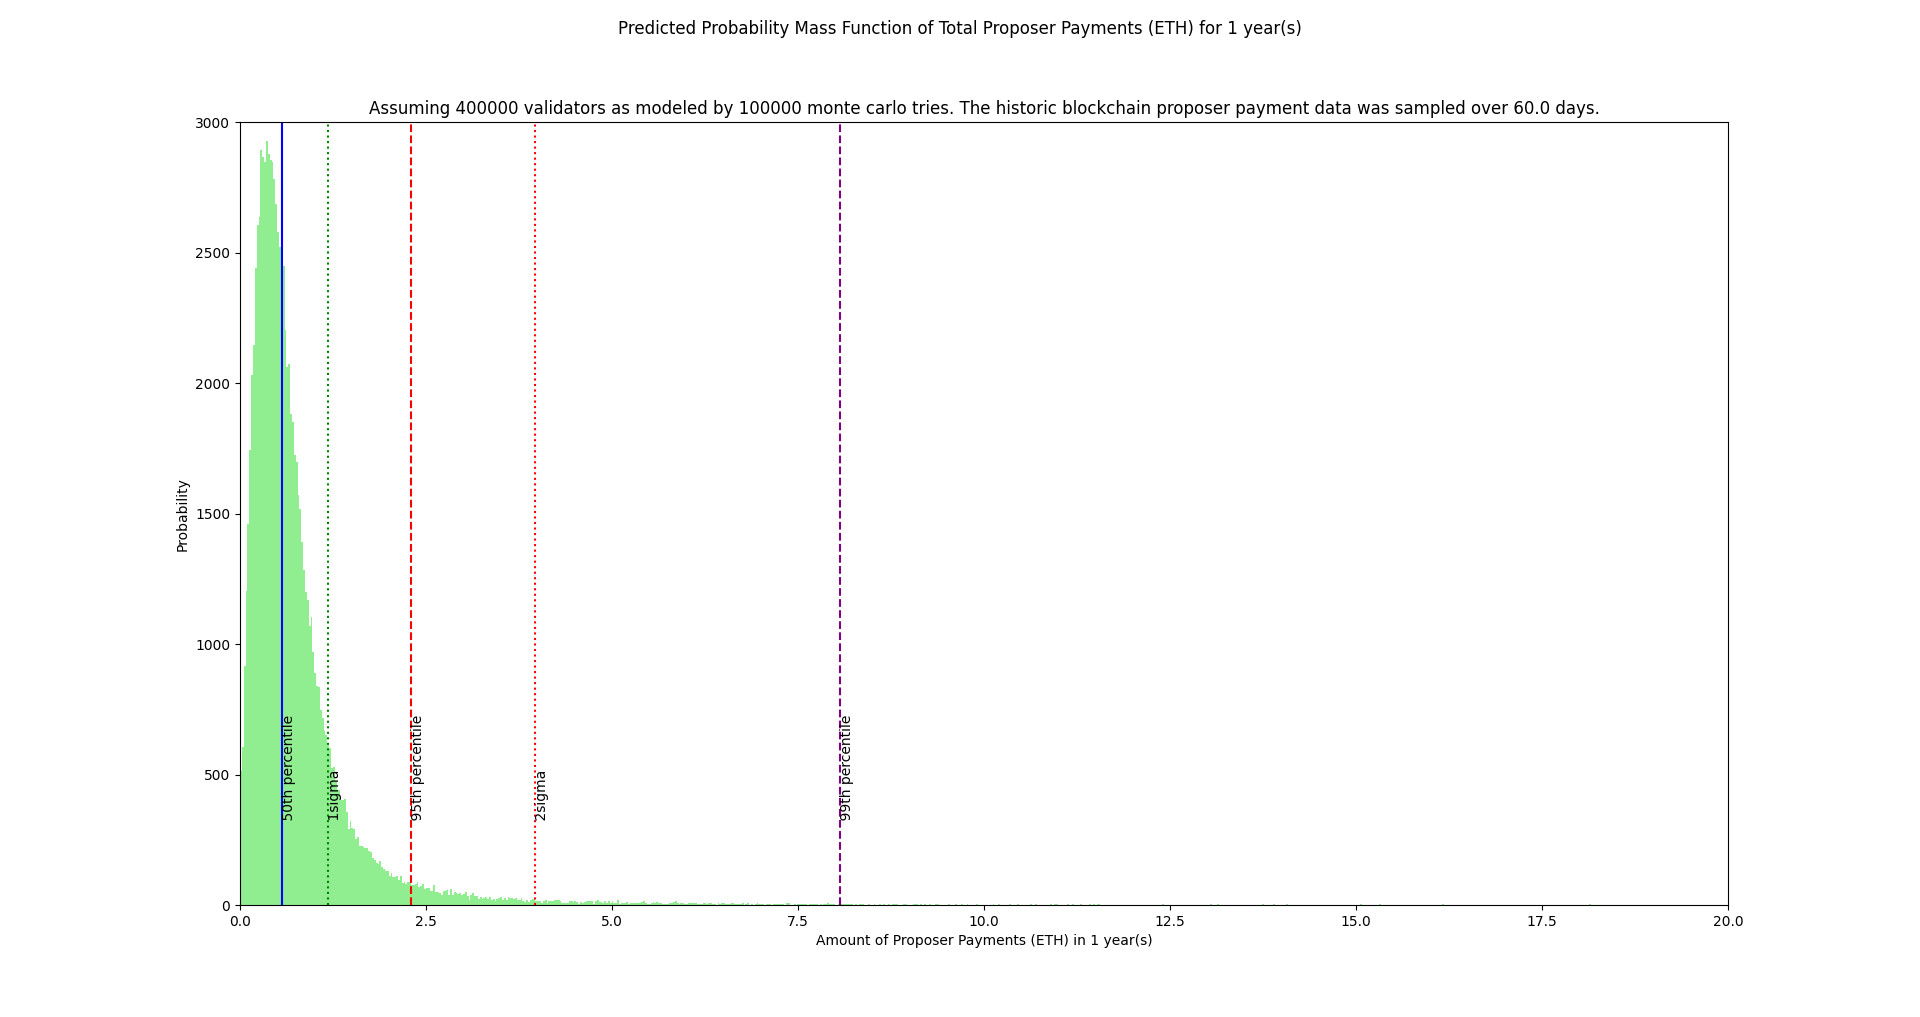 Predicted Probability Mass Function of Total Proposer Payments (ETH) for 1 year(s)
Assuming 400000 validators as modeled by 100000 monte carlo tries. The historic blockchain proposer payment data was sampled over 60.0 days.
3000
2500
2000
1500
1000
500
0
Probability
50th percentile
1sigma
95th percentile
2sigma
99th percentile
0.0
2.5
5.0
7.5
10.0
12.5
15.0
17.5
20.0
Amount of Proposer Payments (ETH) in 1 year(s)